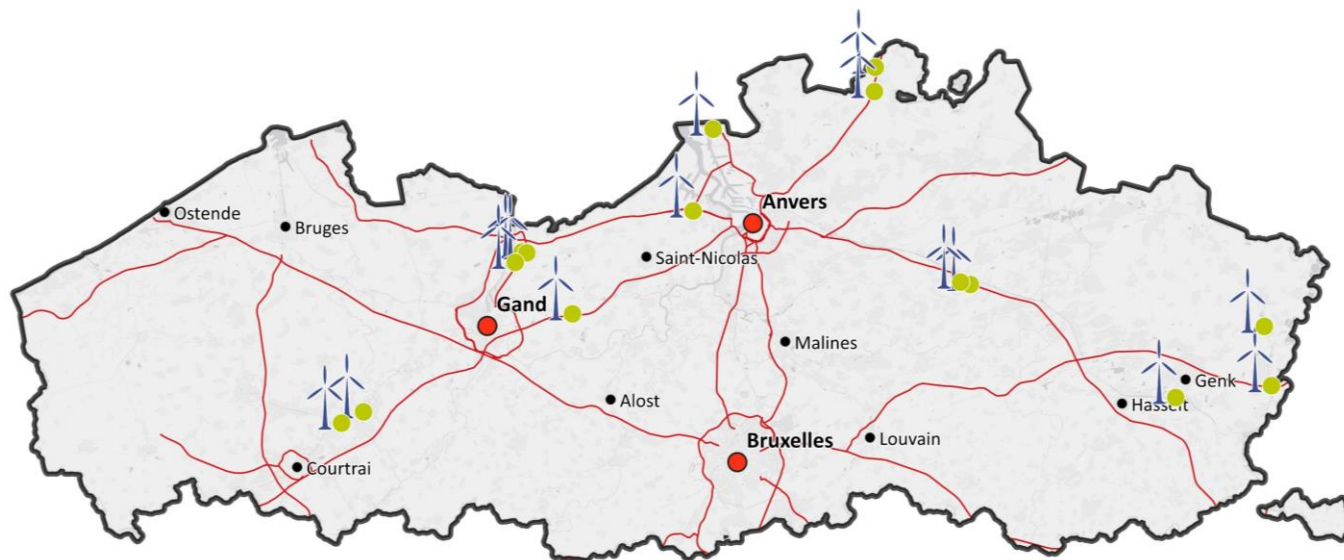 Anvers
Ostende
Bruges
Saint-Nicolas
Gand
Malines
Genk
Alost
Hasselt
Bruxelles
Louvain
Courtrai